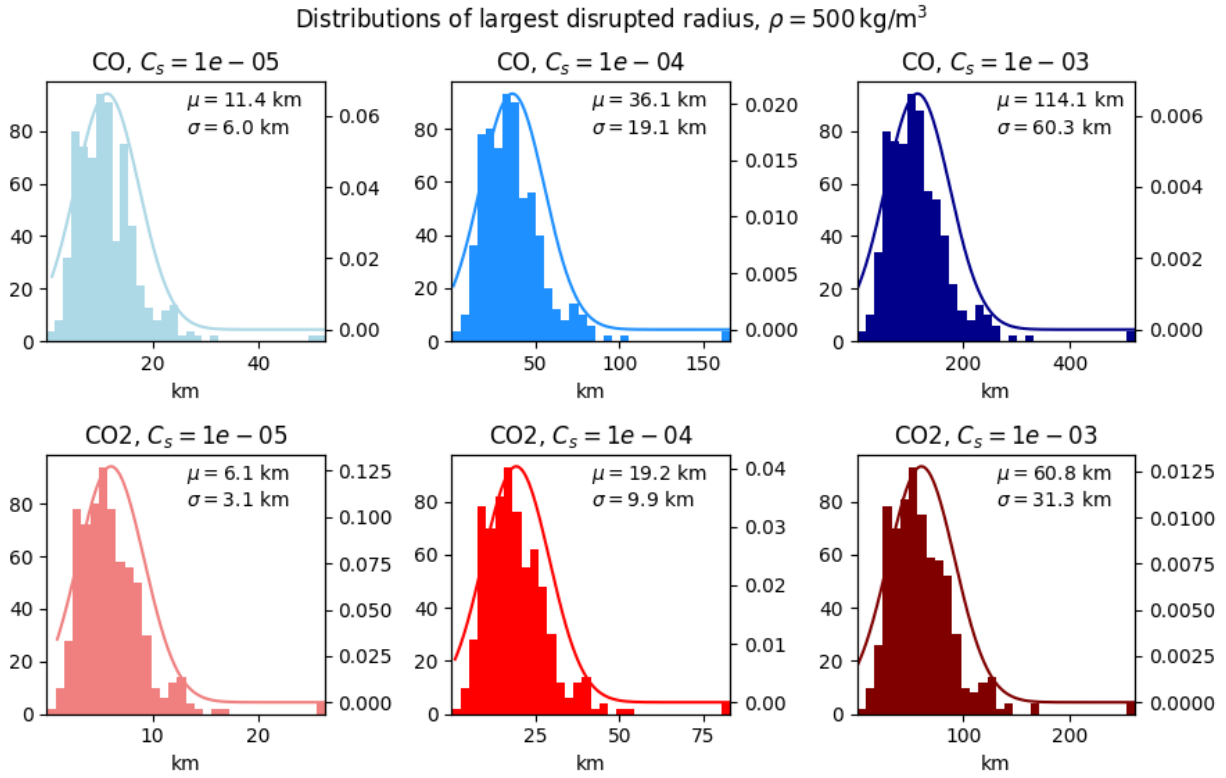 Distributions of largest disrupted radius, ρ = 500 kg/m³
CO, C_s = 1e − 05
μ = 11.4 km
σ = 6.0 km
80
60
40
20
0
0.06
0.04
0.02
0.00
20 40
km
CO, C_s = 1e − 04
μ = 36.1 km
σ = 19.1 km
80
60
40
20
0
0.020
0.015
0.010
0.005
0.000
50 100 150
km
CO, C_s = 1e − 03
μ = 114.1 km
σ = 60.3 km
80
60
40
20
0
0.006
0.004
0.002
0.000
200 400
km
CO2, C_s = 1e − 05
μ = 6.1 km
σ = 3.1 km
80
60
40
20
0
0.125
0.100
0.075
0.050
0.025
0.000
10 20
km
CO2, C_s = 1e − 04
μ = 19.2 km
σ = 9.9 km
80
60
40
20
0
0.04
0.03
0.02
0.01
0.00
25 50 75
km
CO2, C_s = 1e − 03
μ = 60.8 km
σ = 31.3 km
80
60
40
20
0
0.0125
0.0100
0.0075
0.0050
0.0025
0.0000
100 200
km